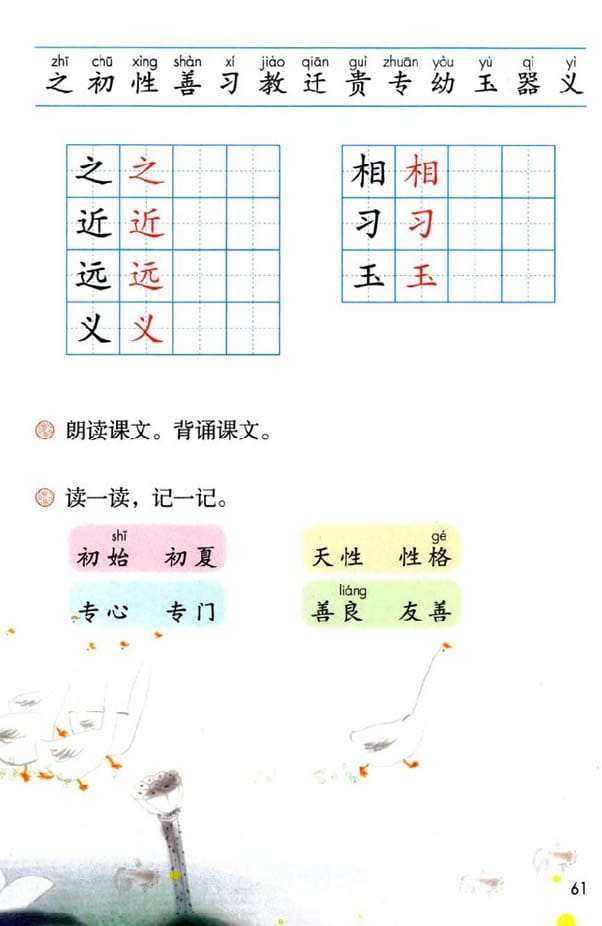 zhī chū xìng shàn xí jiào qiān guì zhuān yòu yù qì yì
之 初 性 善 习 教 迁 贵 专 幼 玉 器 义
之 之 相 相
近 近 习 习
远 远 玉 玉
义 义
朗读课文。背诵课文。
读一读，记一记。
shǐ gé
初始 初夏 天性 性格
liáng
专心 专门 善良 友善
61